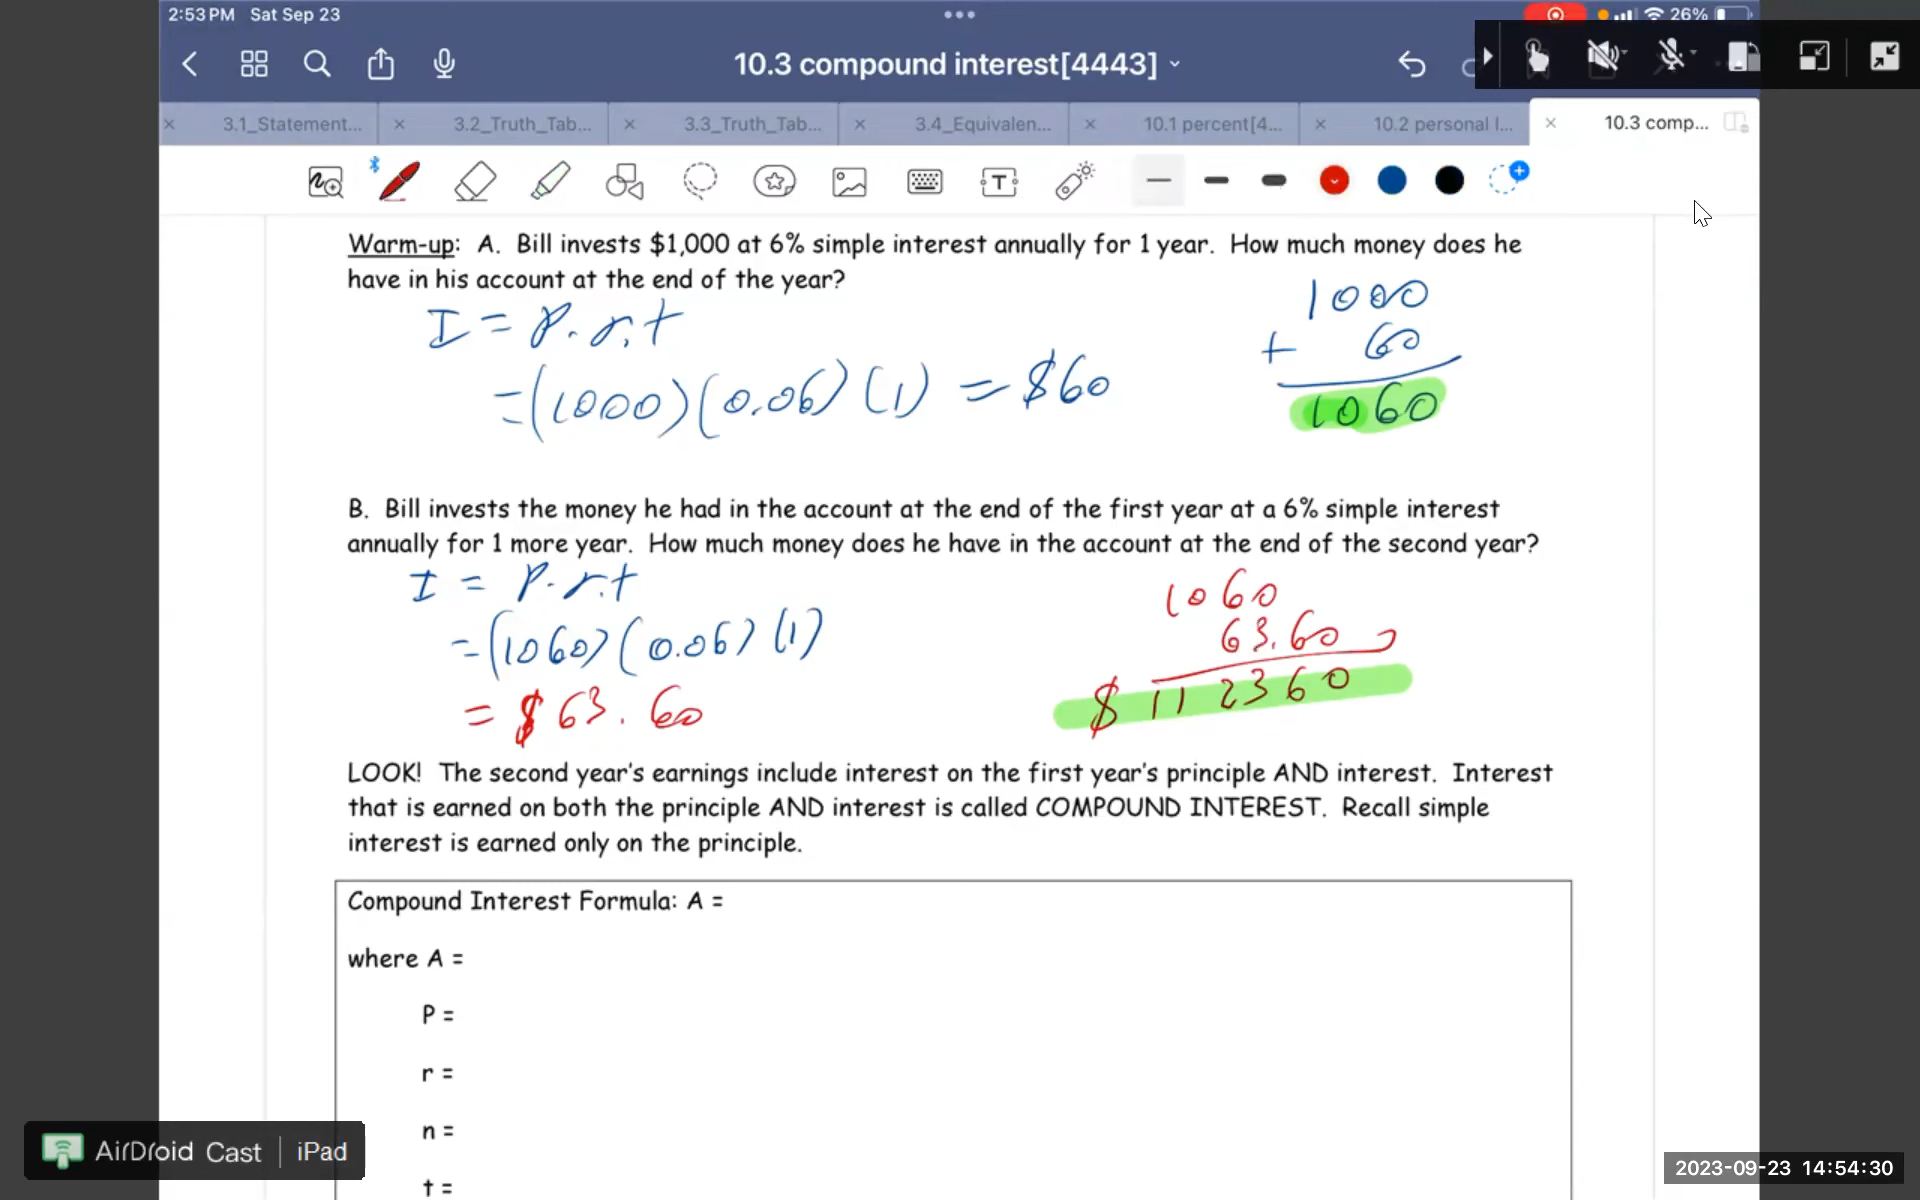 2:53 PM Sat Sep 23
26%
10.3 compound interest[4443]
3.1_Statement...
3.2_Truth_Tab...
3.3_Truth_Tab...
3.4_Equivalen...
10.1 percent[4...
10.2 personal l...
10.3 comp...
Warm-up: A. Bill invests $1,000 at 6% simple interest annually for 1 year. How much money does he
have in his account at the end of the year?
I = P.r.t
=(1000)(0.06)(1) = $60
1000
+ 60
1060
B. Bill invests the money he had in the account at the end of the first year at a 6% simple interest
annually for 1 more year. How much money does he have in the account at the end of the second year?
I = P.r.t
=(1060)(0.06)(1)
= $63.60
1060
63.60
$ 112360
LOOK! The second year's earnings include interest on the first year's principle AND interest. Interest
that is earned on both the principle AND interest is called COMPOUND INTEREST. Recall simple
interest is earned only on the principle.
Compound Interest Formula: A =
where A =
P =
r =
n =
t =
AirDroid Cast | iPad
2023-09-23 14:54:30